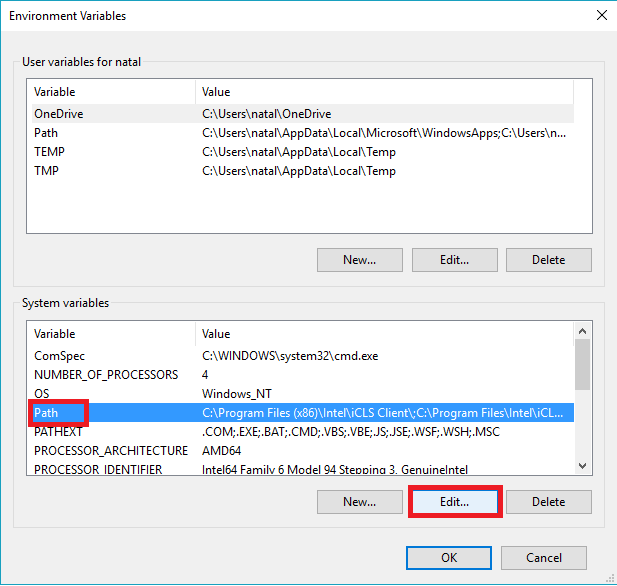 Environment Variables
User variables for natal
Variable Value
OneDrive C:\Users\natal\OneDrive
Path C:\Users\natal\AppData\Local\Microsoft\WindowsApps;C:\Users\n...
TEMP C:\Users\natal\AppData\Local\Temp
TMP C:\Users\natal\AppData\Local\Temp
New... Edit... Delete
System variables
Variable Value
ComSpec C:\WINDOWS\system32\cmd.exe
NUMBER_OF_PROCESSORS 4
OS Windows_NT
Path C:\Program Files (x86)\Intel\iCLS Client\;C:\Program Files\Intel\iCL...
PATHEXT .COM;.EXE;.BAT;.CMD;.VBS;.VBE;.JS;.JSE;.WSF;.WSH;.MSC
PROCESSOR_ARCHITECTURE AMD64
PROCESSOR_IDENTIFIER Intel64 Family 6 Model 94 Stepping 3, GenuineIntel
New... Edit... Delete
OK Cancel